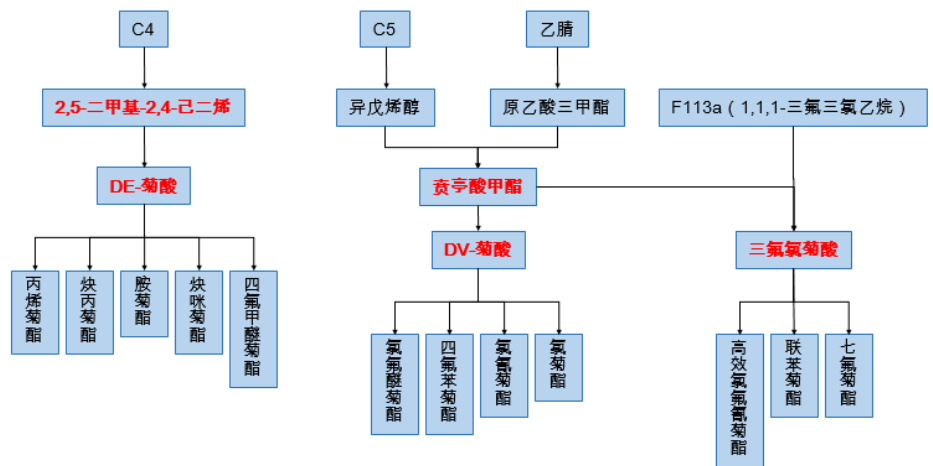 C4
C5
乙腈
2,5-二甲基-2,4-己二烯
异戊烯醇
原乙酸三甲酯
F113a（1,1,1-三氟三氯乙烷）
DE-菊酸
贲亭酸甲酯
DV-菊酸
三氟氯菊酸
丙烯菊酯
炔丙菊酯
胺菊酯
炔咪菊酯
四氟甲醚菊酯
氯氟醚菊酯
四氟苯菊酯
氯氰菊酯
氯菊酯
高效氯氟氰菊酯
联苯菊酯
七氟菊酯